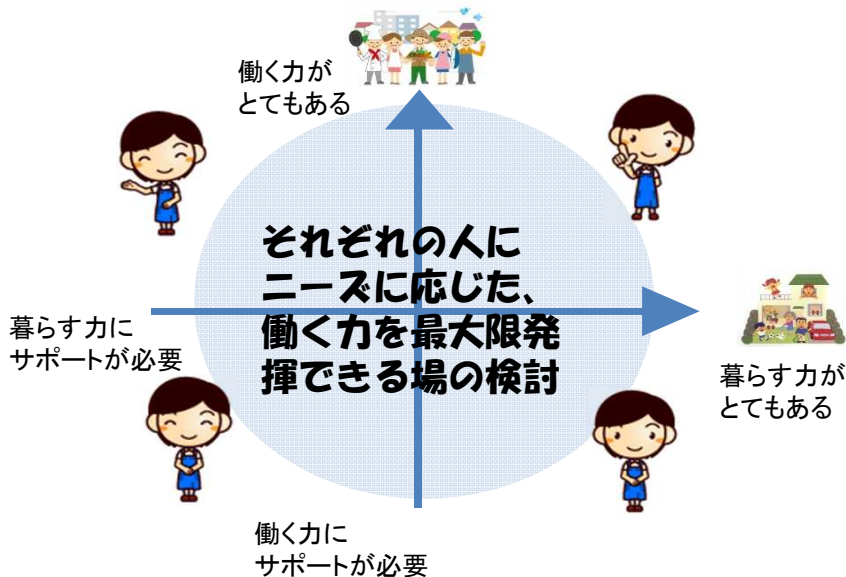 働く力が
とてもある
それぞれの人に
ニーズに応じた、
働く力を最大限発
揮できる場の検討
暮らす力に
サポートが必要
暮らす力が
とてもある
働く力に
サポートが必要